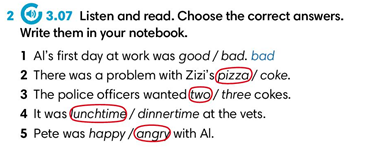 2 3.07 Listen and read. Choose the correct answers.
Write them in your notebook.
1 Al's first day at work was good / bad. bad
2 There was a problem with Zizi's pizza / coke.
3 The police officers wanted two / three cokes.
4 It was lunchtime / dinnertime at the vets.
5 Pete was happy / angry with Al.